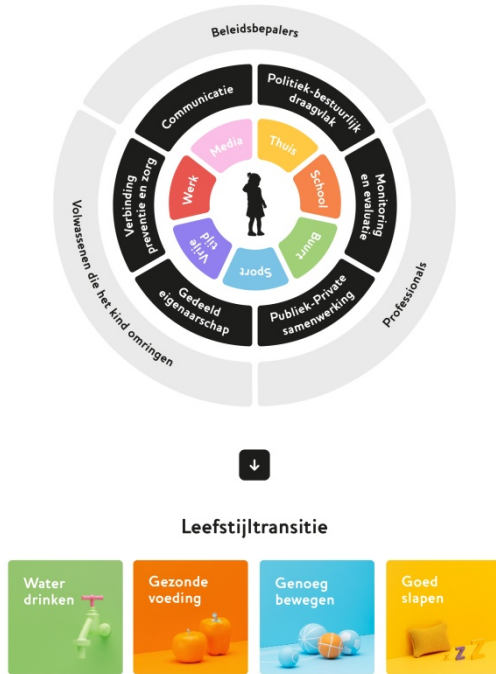 Beleidsbepalers
Politiek-bestuurlijk
draagvlak
Monitoring
en evaluatie
Publiek-Private
samenwerking
Gedeeld
eigenaarschap
Verbinding
preventie en zorg
Communicatie
Thuis
School
Buurt
Sport
Vrije
tijd
Werk
Media
Professionals
Volwassenen die het kind omringen
Leefstijltransitie
Water
drinken
Gezonde
voeding
Genoeg
bewegen
Goed
slapen
z z Z